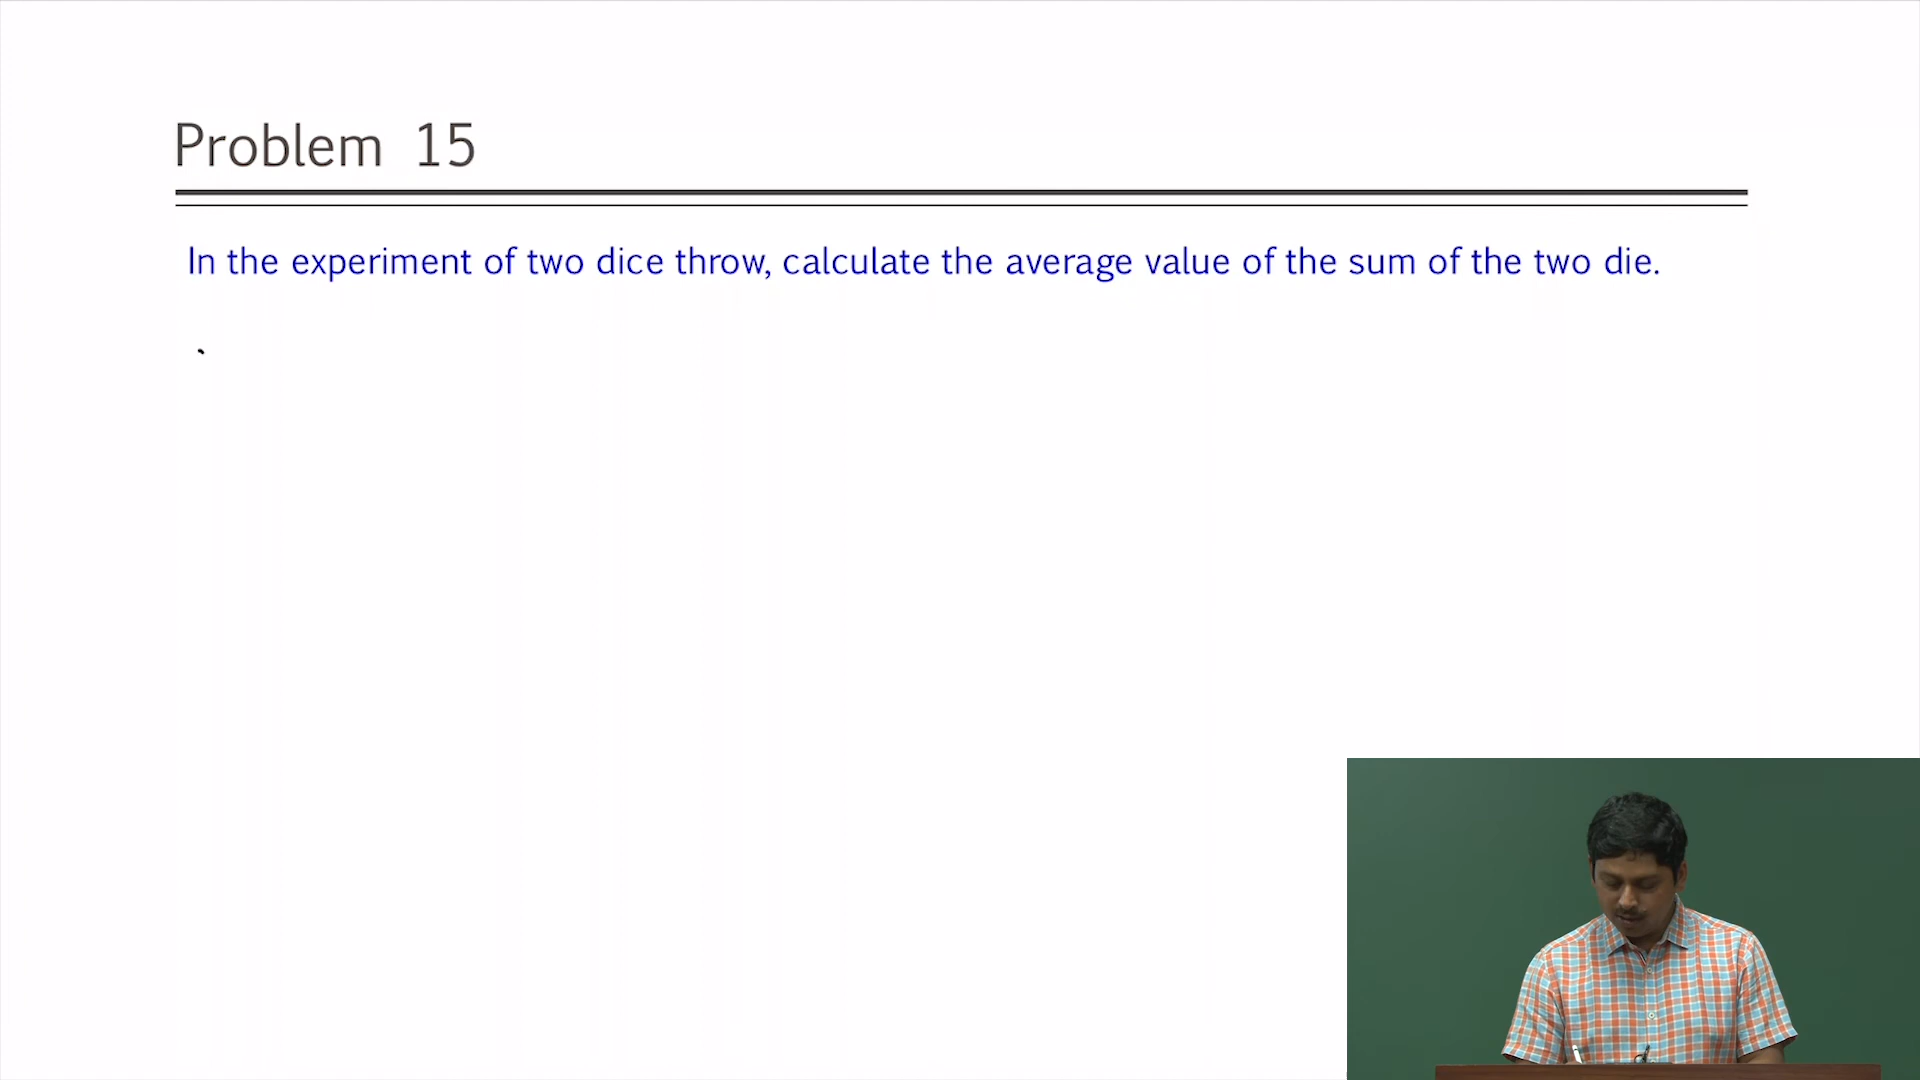 Problem 15
In the experiment of two dice throw, calculate the average value of the sum of the two die.